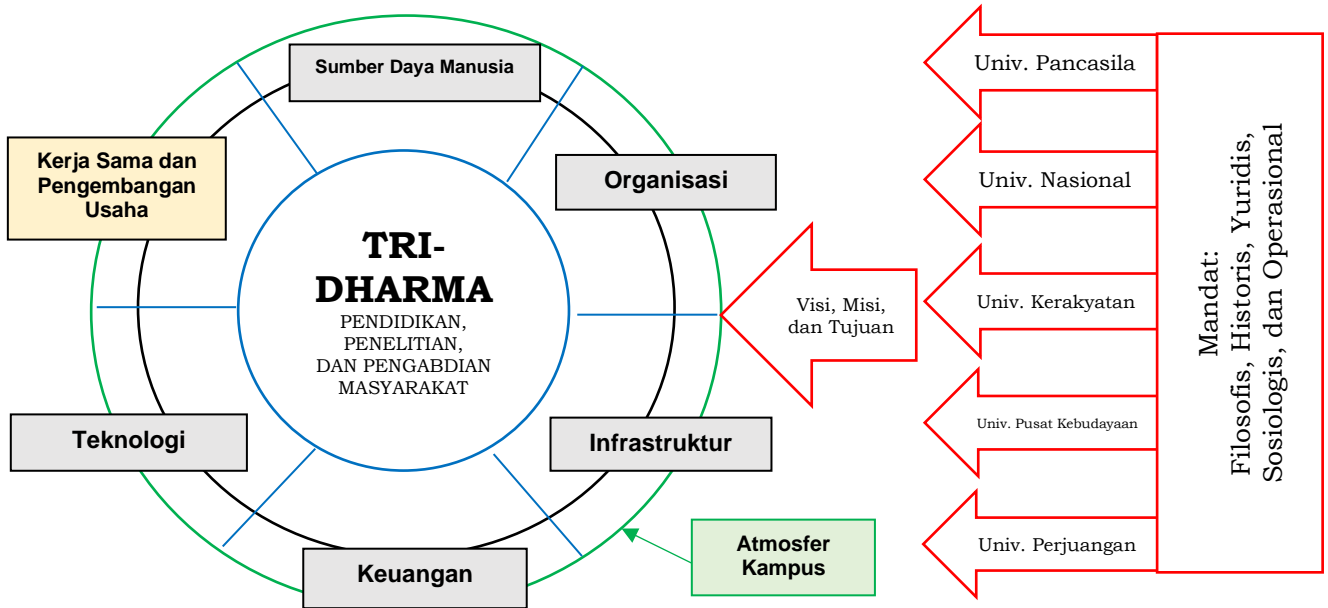 Sumber Daya Manusia
Kerja Sama dan
Pengembangan
Usaha
Organisasi
TRI-
DHARMA
PENDIDIKAN,
PENELITIAN,
DAN PENGABDIAN
MASYARAKAT
Teknologi
Infrastruktur
Keuangan
Atmosfer
Kampus
Visi, Misi,
dan Tujuan
Univ. Pancasila
Univ. Nasional
Univ. Kerakyatan
Univ. Pusat Kebudayaan
Univ. Perjuangan
Mandat:
Filosofis, Historis, Yuridis,
Sosiologis, dan Operasional